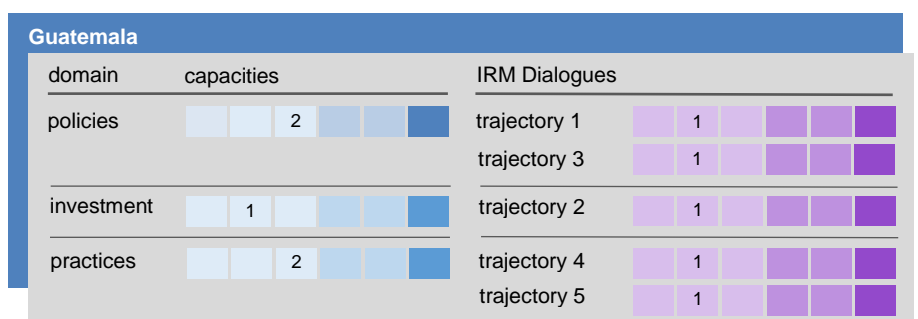 Guatemala
domain capacities IRM Dialogues
policies 2 trajectory 1 1
trajectory 3 1
investment 1 trajectory 2 1
practices 2 trajectory 4 1
trajectory 5 1